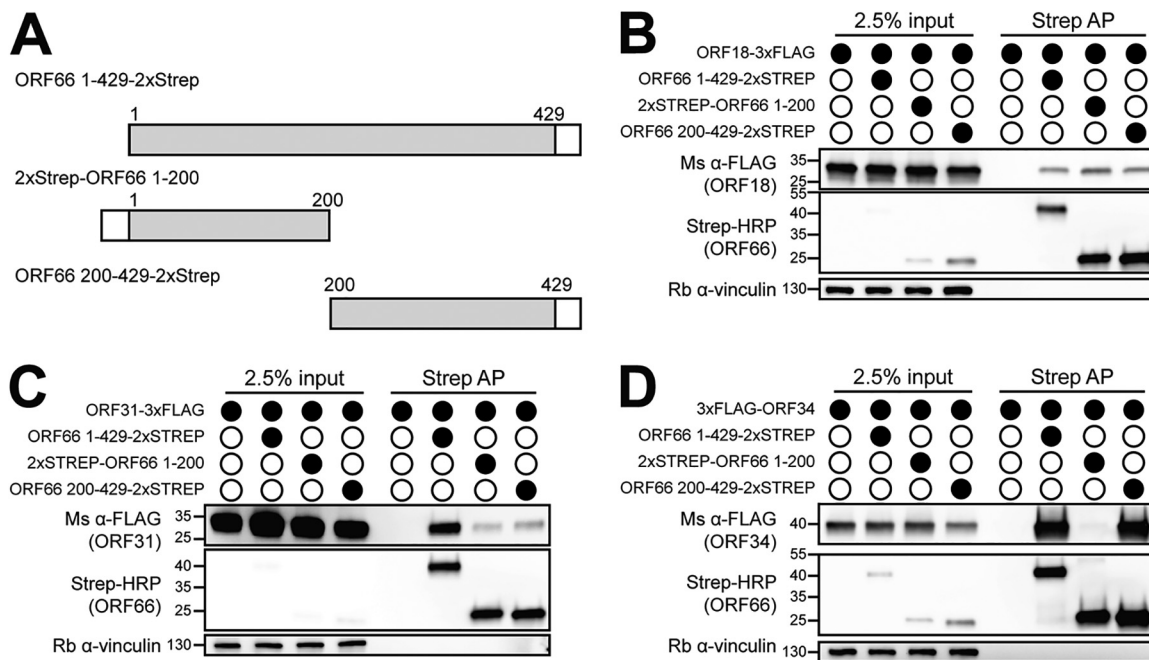 A
ORF66 1-429-2xStrep
1 429
2xStrep-ORF66 1-200
1 200
ORF66 200-429-2xStrep
200 429
B
2.5% input Strep AP
ORF18-3xFLAG
ORF66 1-429-2xSTREP
2xSTREP-ORF66 1-200
ORF66 200-429-2xSTREP
Ms α-FLAG
(ORF18)
35
25
Strep-HRP
(ORF66)
55
40
35
25
Rb α-vinculin 130
C
2.5% input Strep AP
ORF31-3xFLAG
ORF66 1-429-2xSTREP
2xSTREP-ORF66 1-200
ORF66 200-429-2xSTREP
Ms α-FLAG
(ORF31)
35
25
Strep-HRP
(ORF66)
40
35
25
Rb α-vinculin 130
D
2.5% input Strep AP
3xFLAG-ORF34
ORF66 1-429-2xSTREP
2xSTREP-ORF66 1-200
ORF66 200-429-2xSTREP
Ms α-FLAG
(ORF34)
40
Strep-HRP
(ORF66)
55
40
35
25
Rb α-vinculin 130